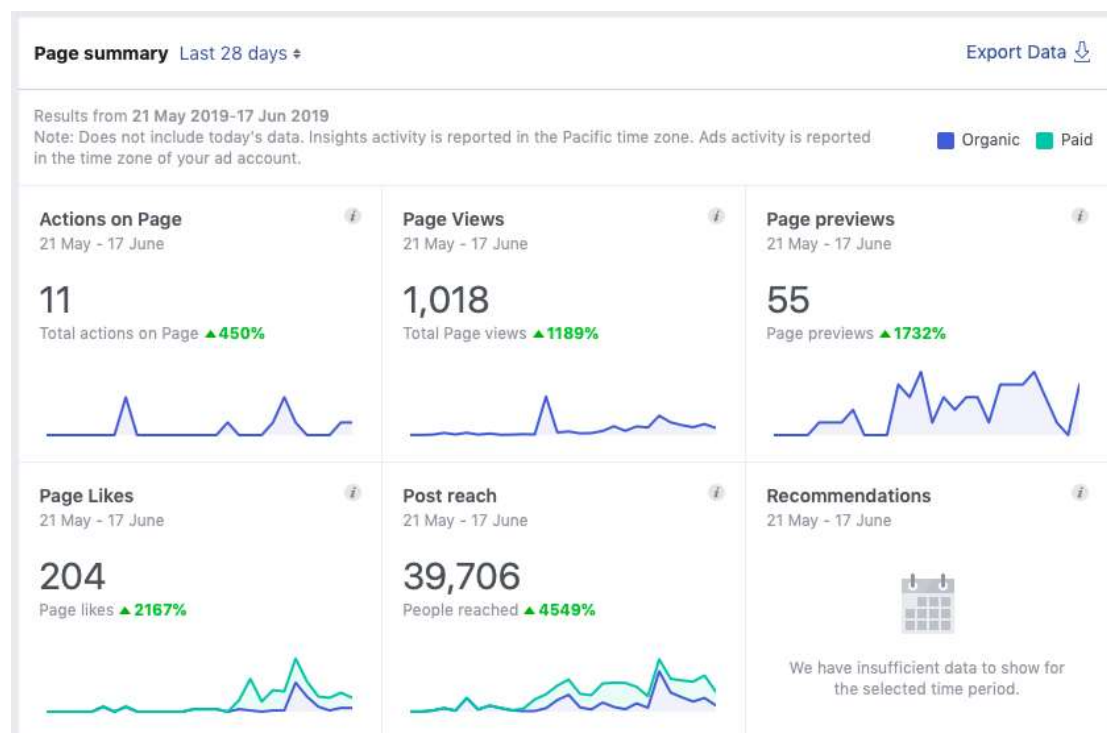 Page summary Last 28 days
Export Data
Results from 21 May 2019-17 Jun 2019
Note: Does not include today's data. Insights activity is reported in the Pacific time zone. Ads activity is reported
in the time zone of your ad account.
Organic Paid
Actions on Page
21 May - 17 June
11
Total actions on Page ▲450%
Page Views
21 May - 17 June
1,018
Total Page views ▲1189%
Page previews
21 May - 17 June
55
Page previews ▲1732%
Page Likes
21 May - 17 June
204
Page likes ▲2167%
Post reach
21 May - 17 June
39,706
People reached ▲4549%
Recommendations
21 May - 17 June
We have insufficient data to show for
the selected time period.